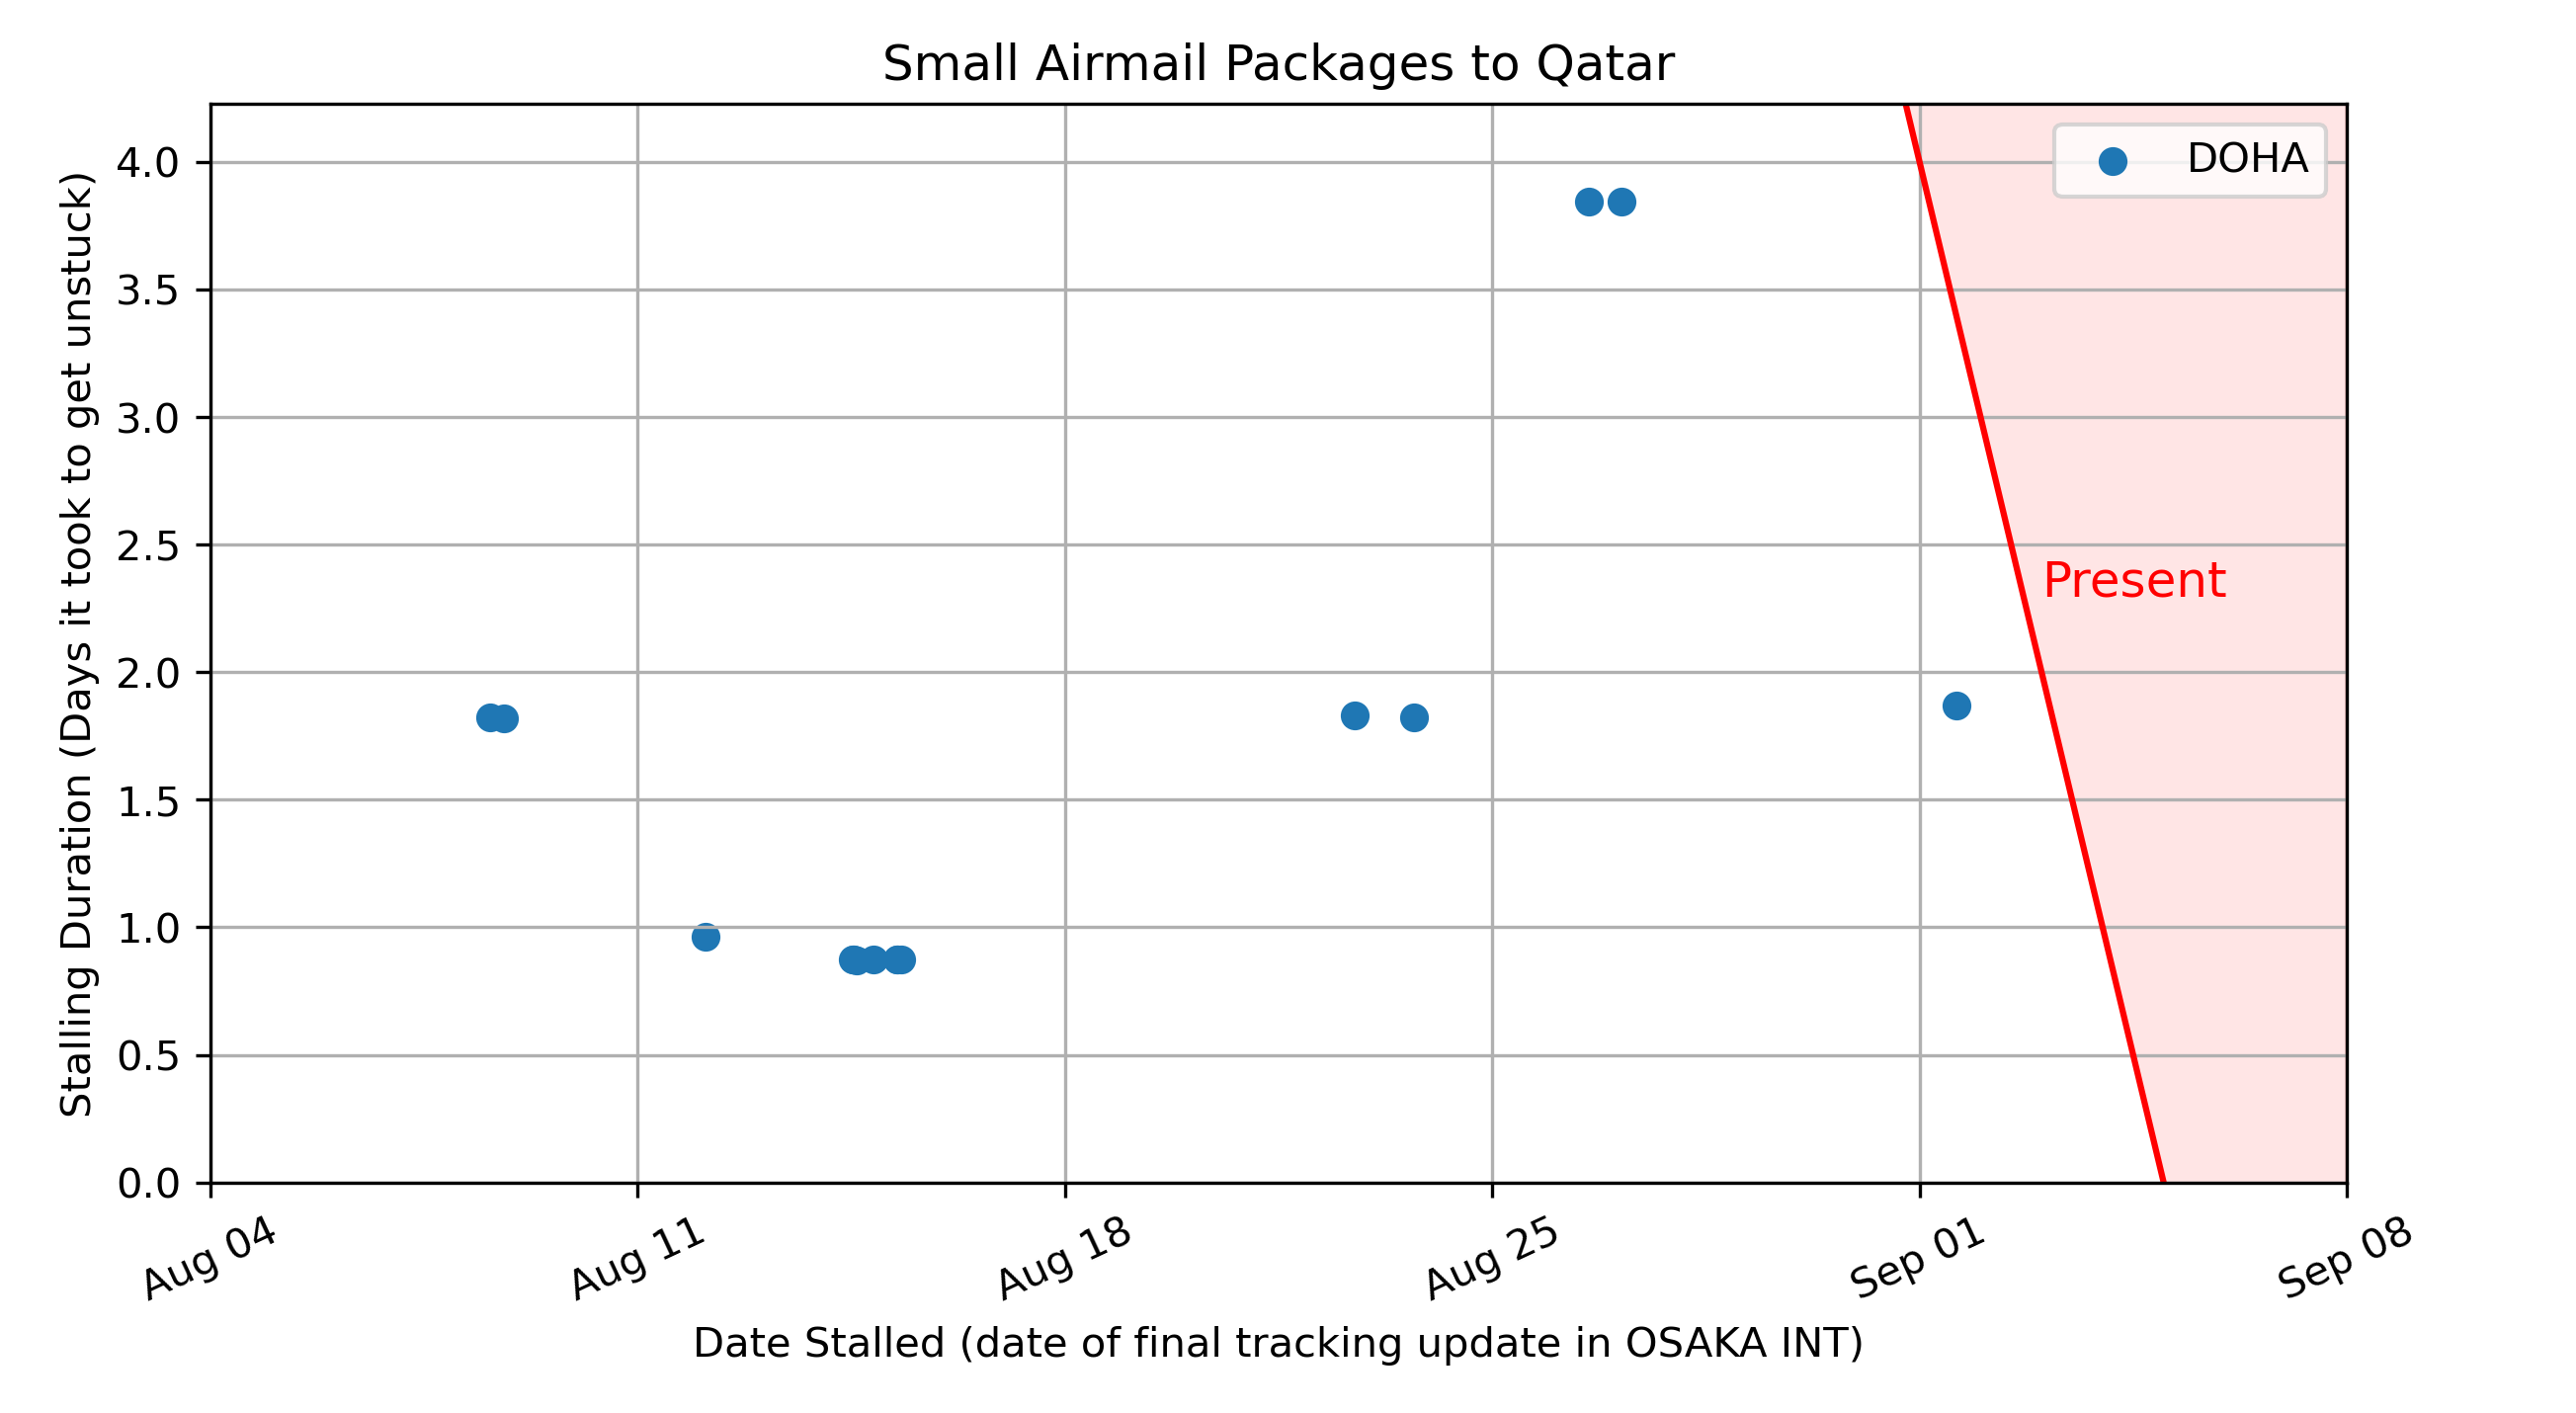 Small Airmail Packages to Qatar
DOHA
Present
Stalling Duration (Days it took to get unstuck)
4.0
3.5
3.0
2.5
2.0
1.5
1.0
0.5
0.0
Aug 04
Aug 11
Aug 18
Aug 25
Sep 01
Sep 08
Date Stalled (date of final tracking update in OSAKA INT)